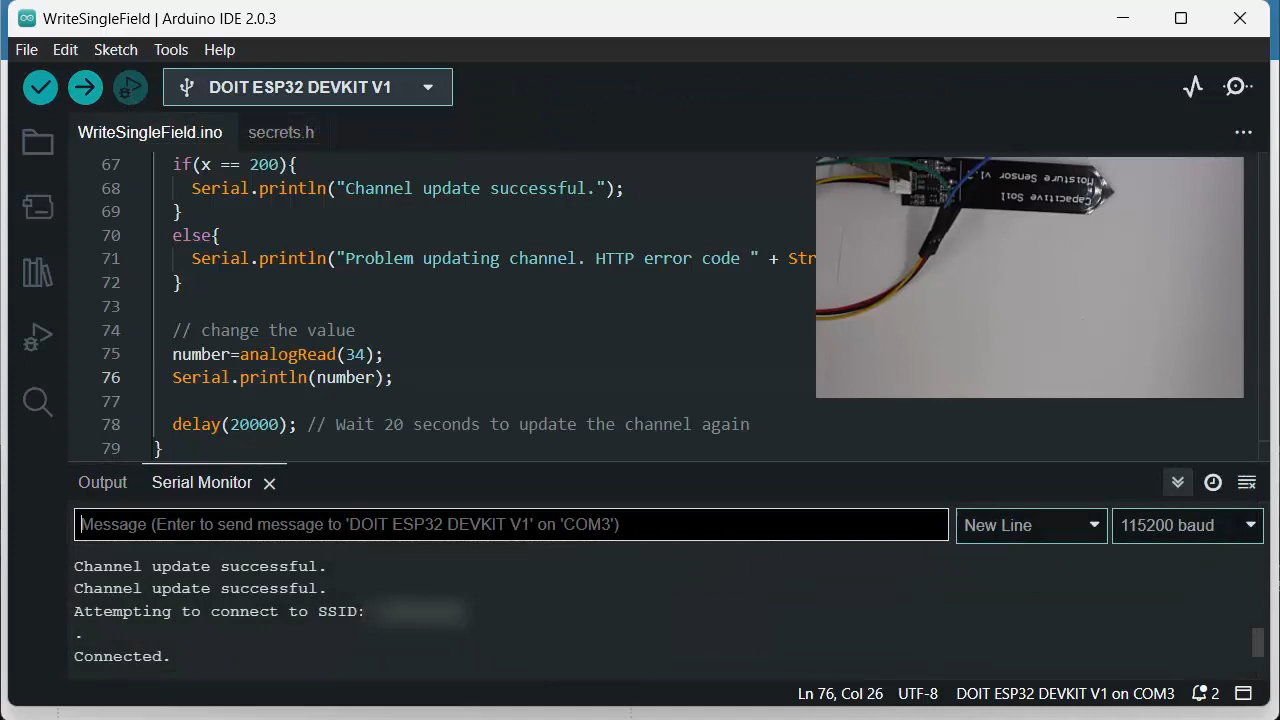 WriteSingleField | Arduino IDE 2.0.3
File Edit Sketch Tools Help
DOIT ESP32 DEVKIT V1
WriteSingleField.ino secrets.h
67 if(x == 200){
68 Serial.println("Channel update successful.");
69 }
70 else{
71 Serial.println("Problem updating channel. HTTP error code " + Str
72 }
73
74 // change the value
75 number=analogRead(34);
76 Serial.println(number);
77
78 delay(20000); // Wait 20 seconds to update the channel again
79 }
Capacitive Soil
Moisture Sensor v1.2
Output Serial Monitor
Message (Enter to send message to 'DOIT ESP32 DEVKIT V1' on 'COM3')
New Line
115200 baud
Channel update successful.
Channel update successful.
Attempting to connect to SSID:
.
Connected.
Ln 76, Col 26 UTF-8 DOIT ESP32 DEVKIT V1 on COM3 2